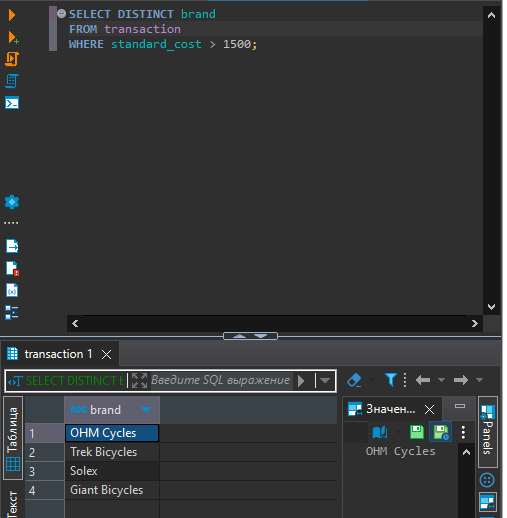 SELECT DISTINCT brand
FROM transaction
WHERE standard_cost > 1500;
transaction 1
SELECT DISTINCT
Введите SQL выражение
Таблица
Текст
ABC brand
1 OHM Cycles
2 Trek Bicycles
3 Solex
4 Giant Bicycles
Значен...
OHM Cycles
Panels